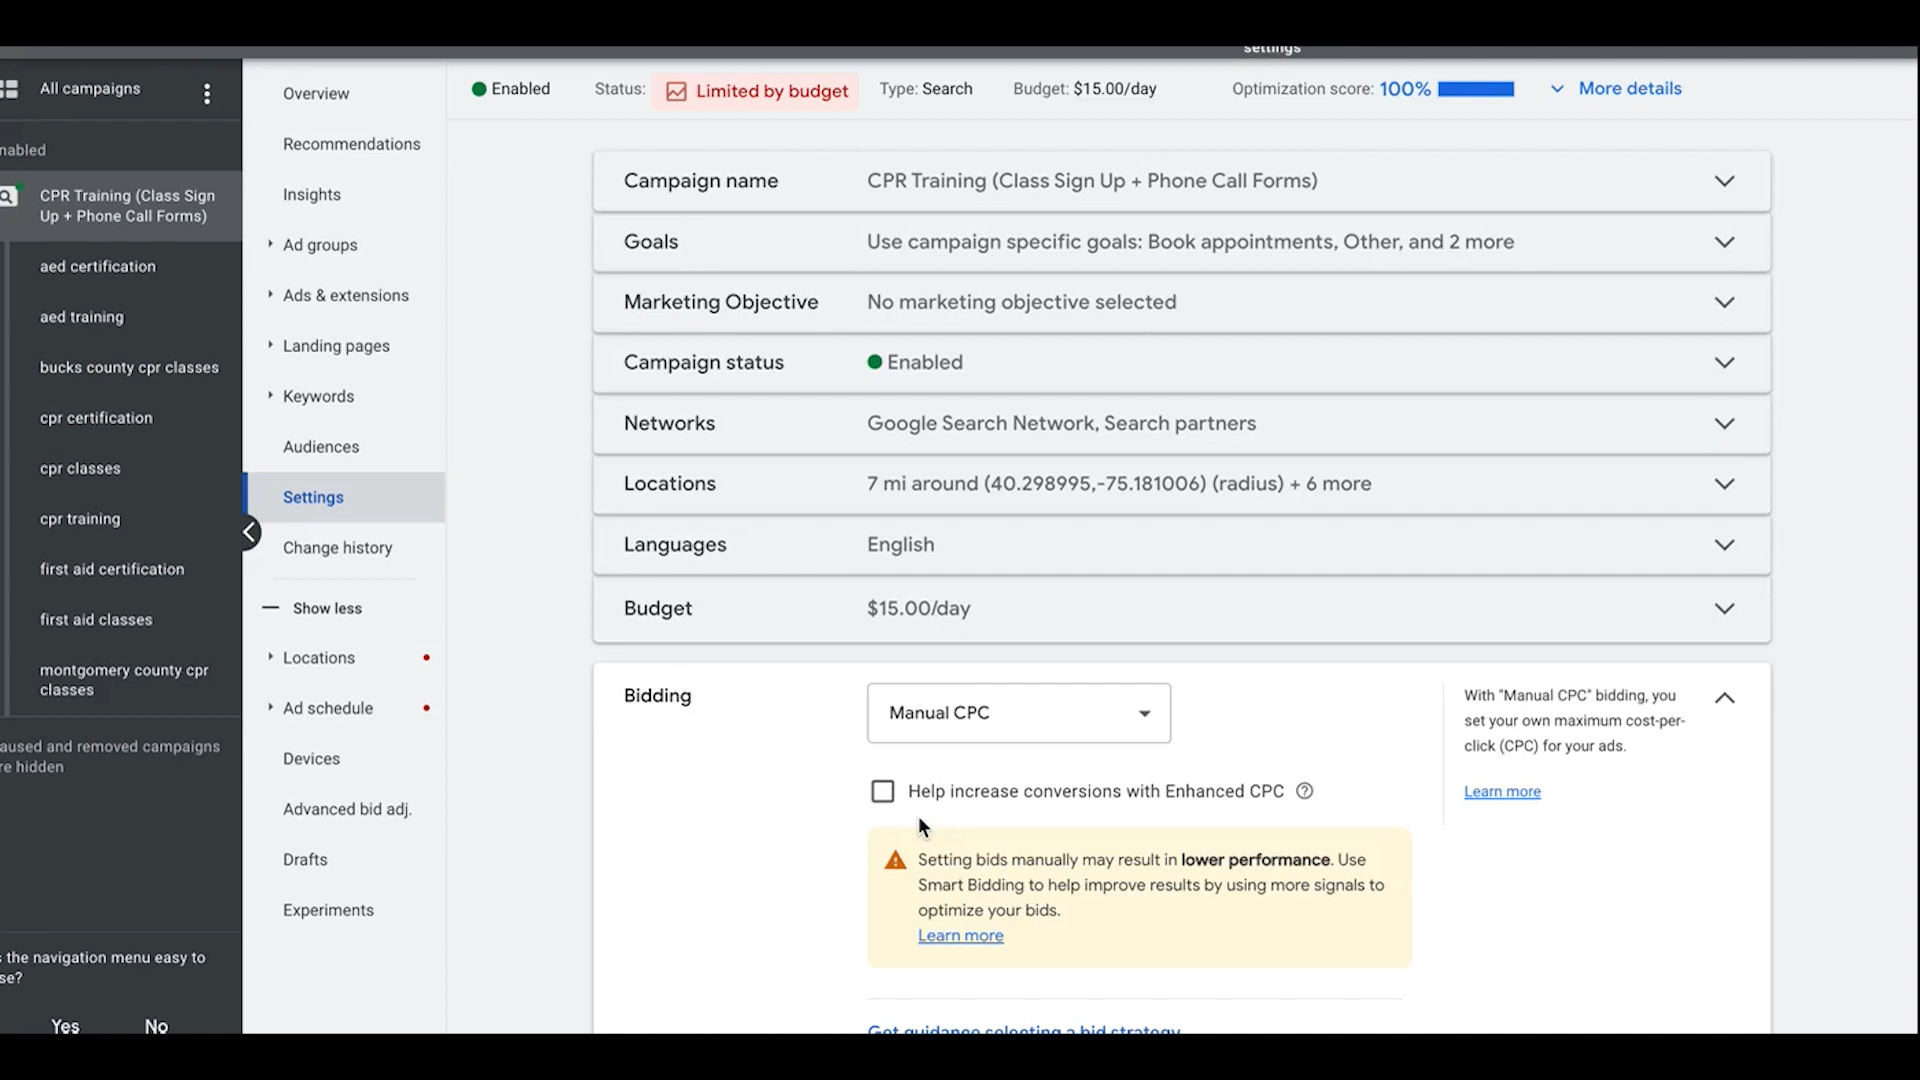 settings
All campaigns
Enabled
Status:
Limited by budget
Type: Search
Budget: $15.00/day
Optimization score: 100%
More details
nabled
CPR Training (Class Sign
Up + Phone Call Forms)
aed certification
aed training
bucks county cpr classes
cpr certification
cpr classes
cpr training
first aid certification
first aid classes
montgomery county cpr
classes
aused and removed campaigns
re hidden
s the navigation menu easy to
se?
Yes
No
Overview
Recommendations
Insights
Ad groups
Ads & extensions
Landing pages
Keywords
Audiences
Settings
Change history
Show less
Locations
Ad schedule
Devices
Advanced bid adj.
Drafts
Experiments
Campaign name
CPR Training (Class Sign Up + Phone Call Forms)
Goals
Use campaign specific goals: Book appointments, Other, and 2 more
Marketing Objective
No marketing objective selected
Campaign status
Enabled
Networks
Google Search Network, Search partners
Locations
7 mi around (40.298995,-75.181006) (radius) + 6 more
Languages
English
Budget
$15.00/day
Bidding
Manual CPC
Help increase conversions with Enhanced CPC
Setting bids manually may result in lower performance. Use
Smart Bidding to help improve results by using more signals to
optimize your bids.
Learn more
Get guidance selecting a bid strategy
With "Manual CPC" bidding, you
set your own maximum cost-per-
click (CPC) for your ads.
Learn more